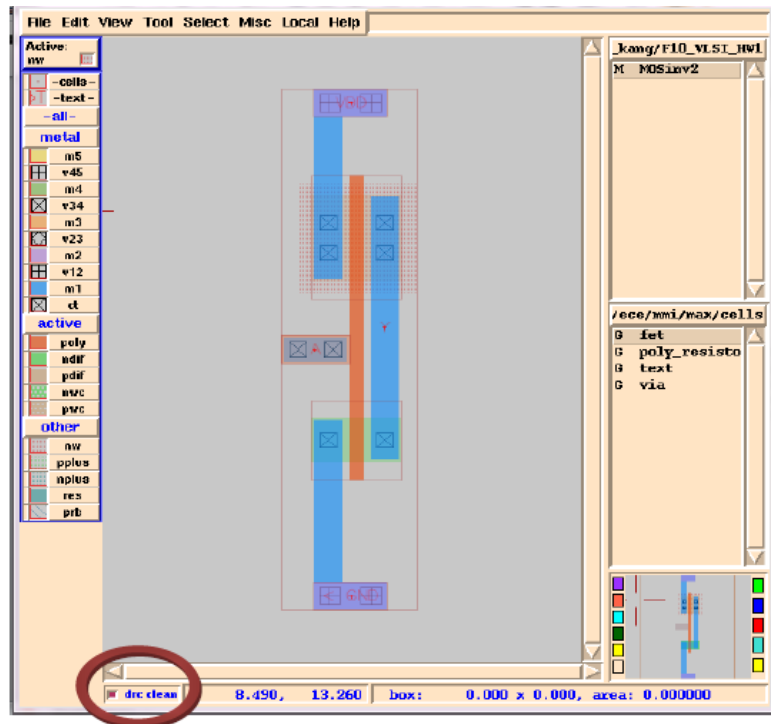 File Edit View Tool Select Misc Local Help
Active:
nw
-cells-
-text-
-all-
metal
m5
v45
m4
v34
m3
v23
m2
v12
m1
ct
active
poly
ndif
pdif
nwc
pwc
other
nw
pplus
nplus
res
prb
VDD
A
Y
GND
_kang/F10_VLSI_HW1
M MOSinv2
/ece/mmi/max/cells
G fet
G poly_resisto
G text
G via
drc clean 8.490, 13.260 box: 0.000 x 0.000, area: 0.000000